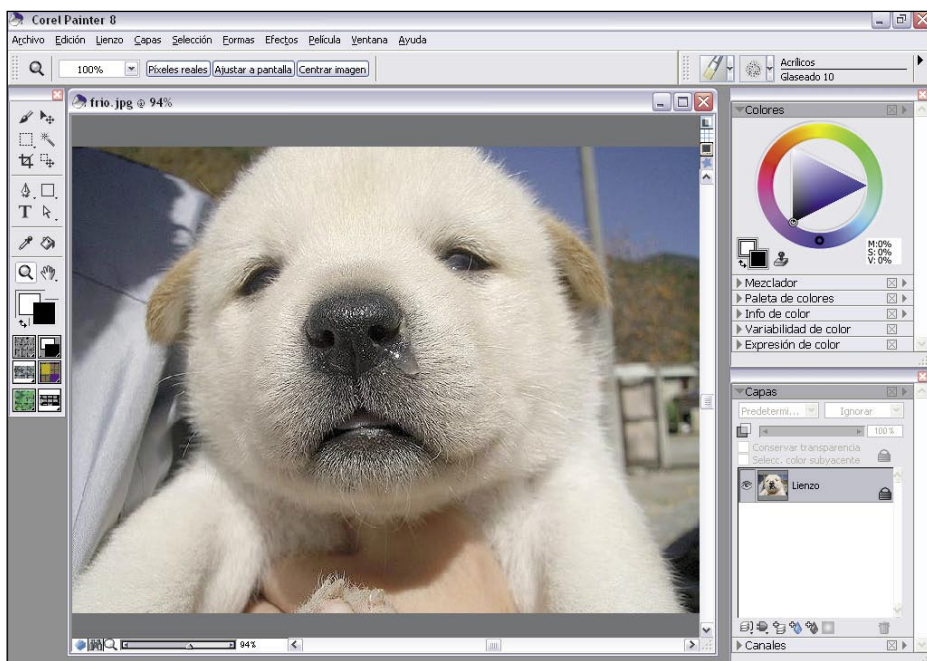 Corel Painter 8
Archivo Edición Lienzo Capas Selección Formas Efectos Película Ventana Ayuda
100% Píxeles reales Ajustar a pantalla Centrar imagen
Acrílicos
Glaseado 10
frio.jpg @ 94%
T
Colores
M:0%
S: 0%
V: 0%
Mezclador
Paleta de colores
Info de color
Variabilidad de color
Expresión de color
Capas
Predetermi... Ignorar
100%
Conservar transparencia
Selecc. color subyacente
Lienzo
94%
Canales